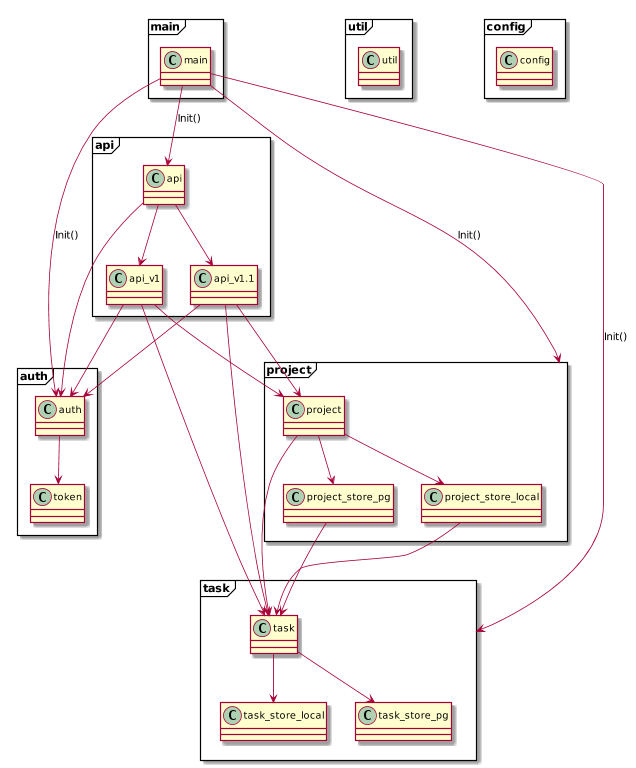 main
util
config
C main
C util
C config
Init()
api
C api
Init()
Init()
C api_v1
C api_v1.1
Init()
auth
project
C auth
C project
C token
C project_store_pg
C project_store_local
task
C task
C task_store_local
C task_store_pg